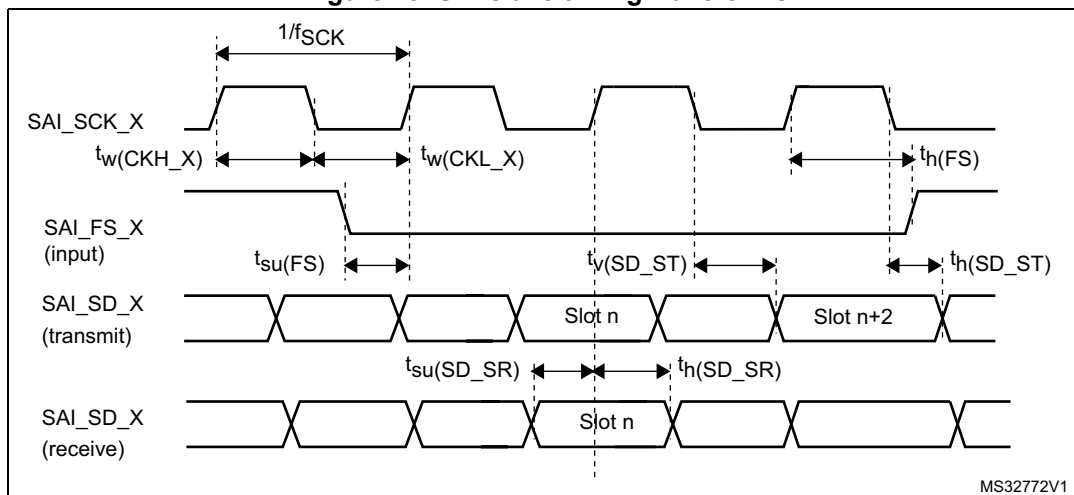 1/fSCK
SAI_SCK_X
tw(CKH_X)
tw(CKL_X)
th(FS)
SAI_FS_X
(input)
tsu(FS)
tv(SD_ST)
th(SD_ST)
SAI_SD_X
(transmit)
Slot n
Slot n+2
tsu(SD_SR)
th(SD_SR)
SAI_SD_X
(receive)
Slot n
MS32772V1